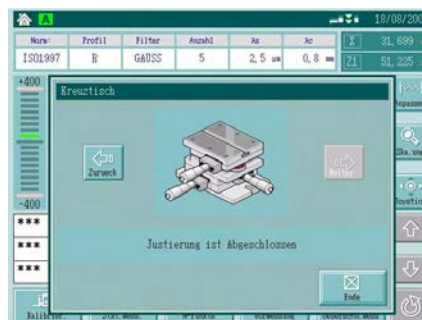 A 18/08/200
Norm: Profil Filter Anzahl λs λc X 31,699
ISO1997 R GAUSS 5 2,5 µm 0,8 mm Z1 51,225
+400
Kreuztisch
Zurueck
Weiter
-400
***
***
***
Justierung ist Abgeschlossen
Ende